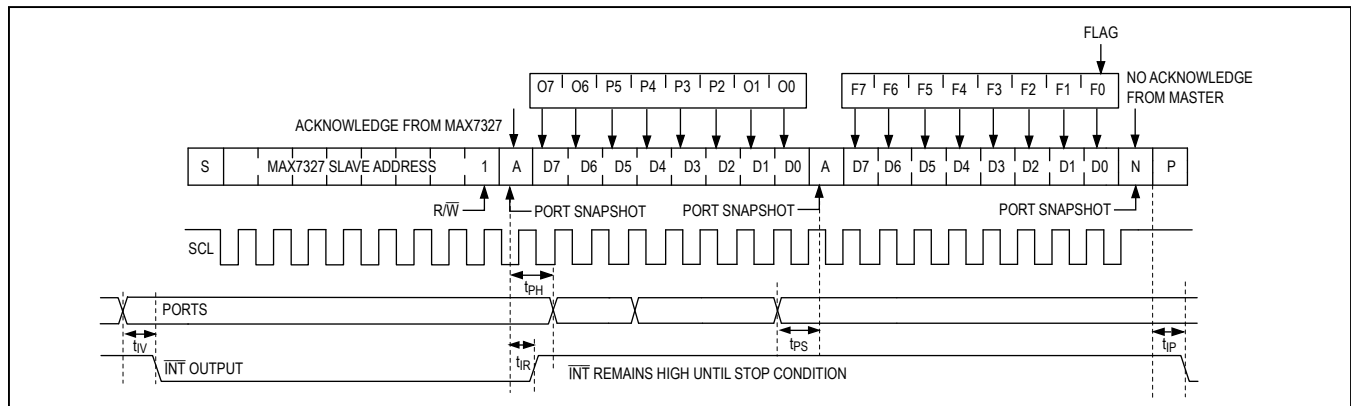 FLAG
O7 O6 P5 P4 P3 P2 O1 O0
F7 F6 F5 F4 F3 F2 F1 F0
NO ACKNOWLEDGE
FROM MASTER
ACKNOWLEDGE FROM MAX7327
S MAX7327 SLAVE ADDRESS 1 A D7 D6 D5 D4 D3 D2 D1 D0 A D7 D6 D5 D4 D3 D2 D1 D0 N P
R/W̅ PORT SNAPSHOT PORT SNAPSHOT PORT SNAPSHOT
SCL
tPH
PORTS
tIV tIR tPS tIP
I̅N̅T̅ OUTPUT
I̅N̅T̅ REMAINS HIGH UNTIL STOP CONDITION